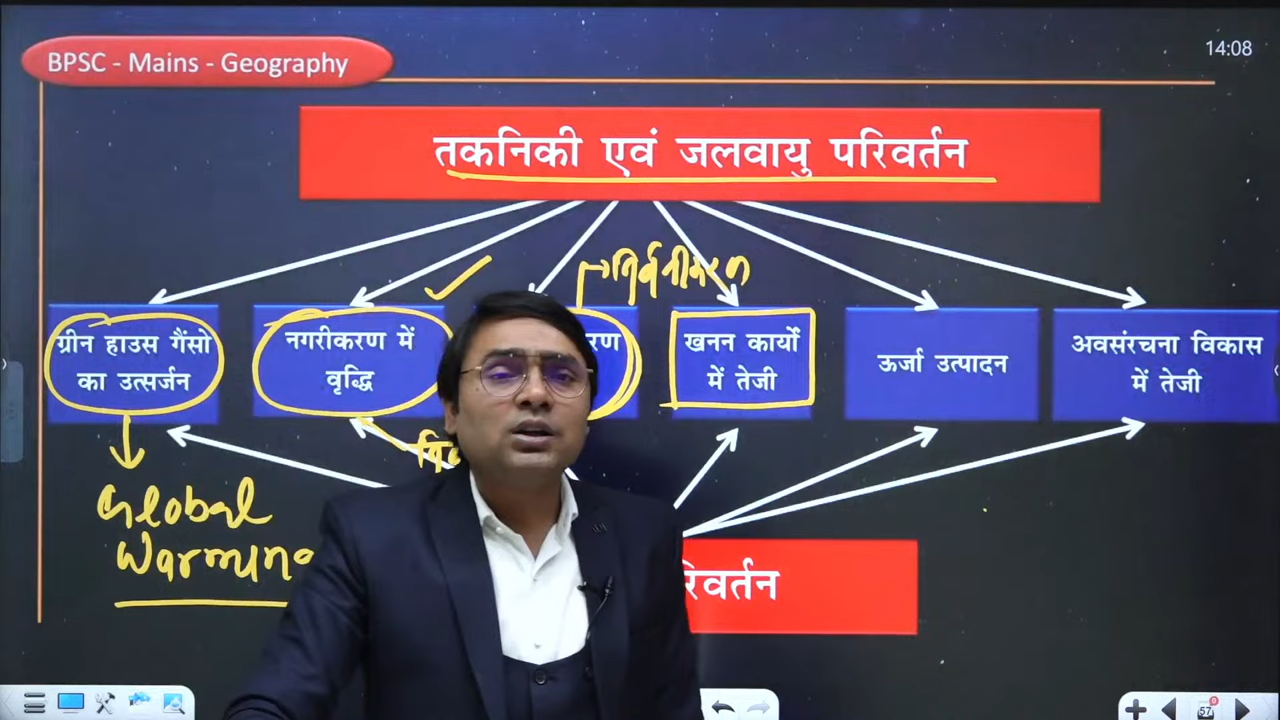 BPSC - Mains - Geography
14:08
तकनिकी एवं जलवायु परिवर्तन
ग्रीन हाउस गैंसो
का उत्सर्जन
नगरीकरण में
वृद्धि
खनन कार्यों
में तेजी
ऊर्जा उत्पादन
अवसंरचना विकास
में तेजी
Global
Warming
रिवर्तन
57